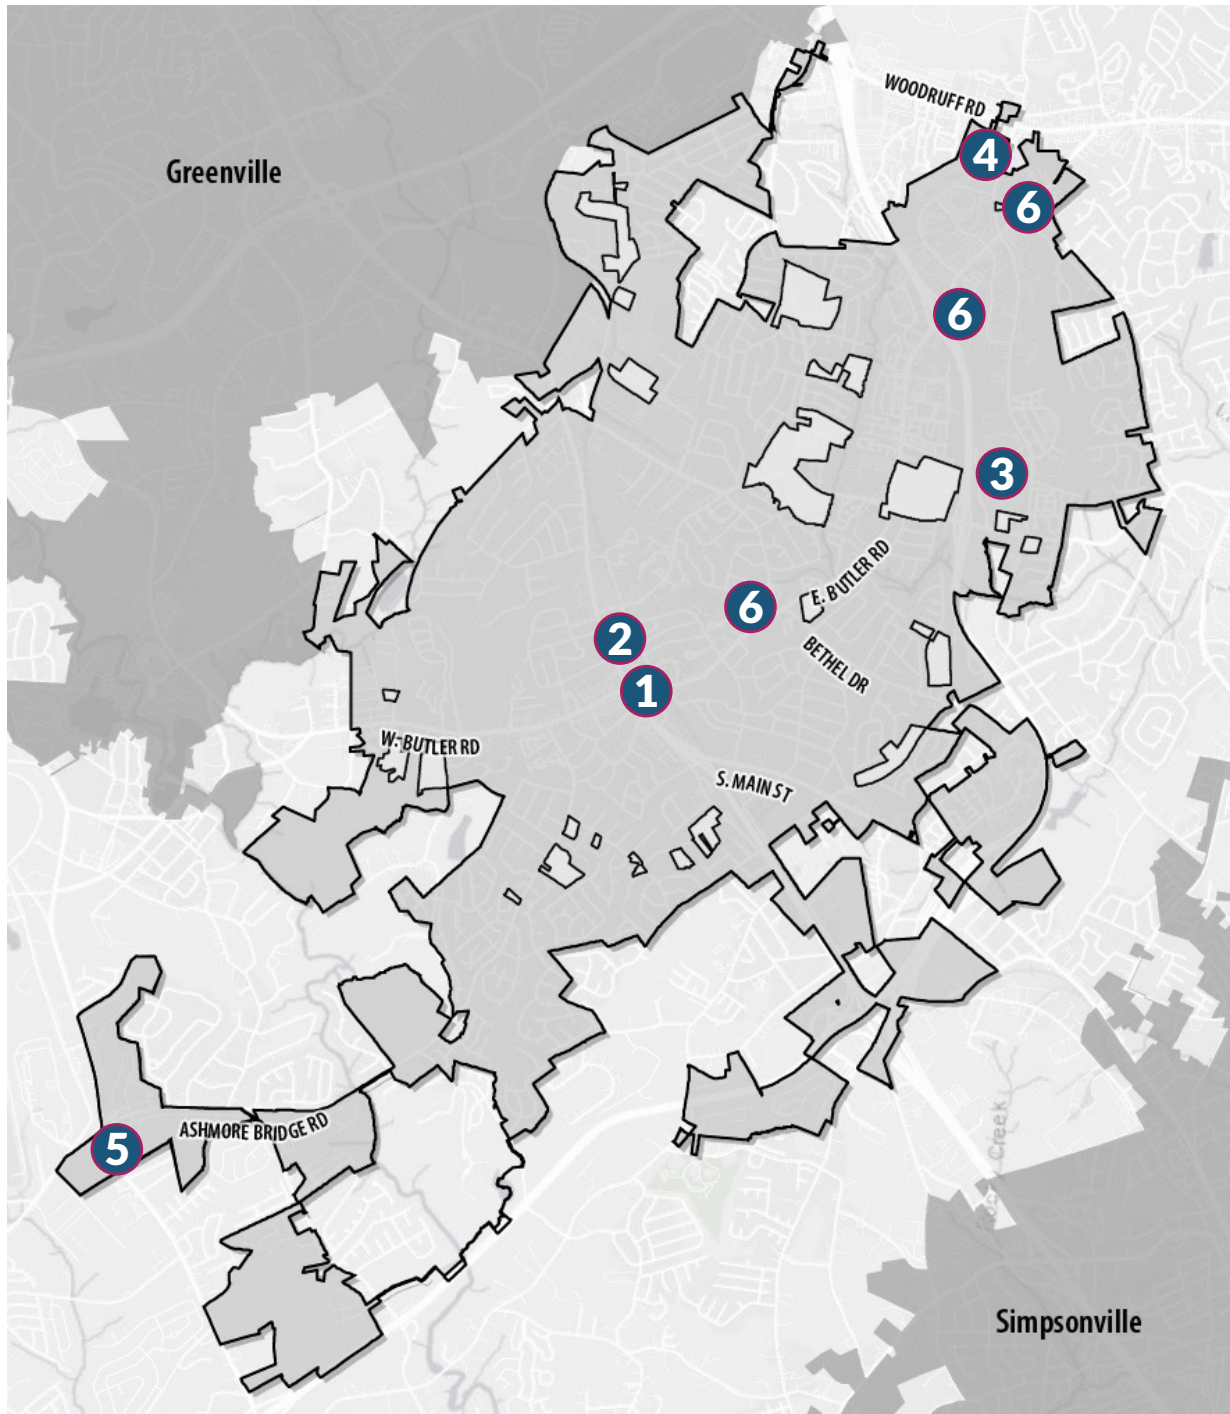 WOODRUFF RD
4
Greenville
6
6
3
E. BUTLER RD
6
2
BETHEL DR
1
W. BUTLER RD
S. MAIN ST
ASHMORE BRIDGE RD
5
Creek
Simpsonville